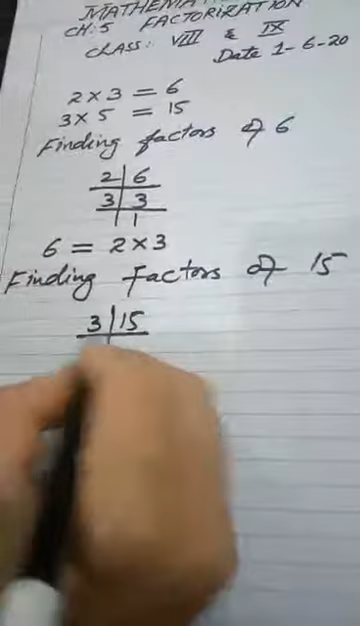 MATHEMA
CH:5 FACTORIZATION
CLASS: VIII & IX
Date 1-6-20
2 × 3 = 6
3 × 5 = 15
Finding factors of 6
2 | 6
3 | 3
| 1
6 = 2 × 3
Finding Factors of 15
3 | 15